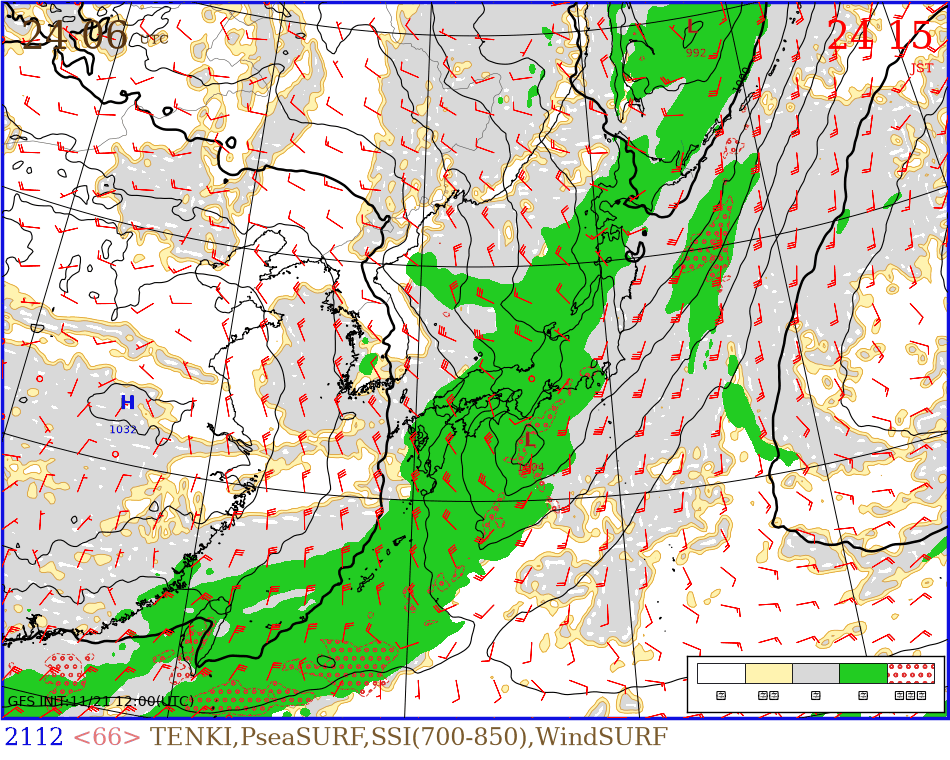 24 06 UTC
24 15
JST
L
992
1000
H
1032
L
GFS INIT:11/21 12:00(UTC)
2112 <66> TENKI,PseaSURF,SSI(700-850),WindSURF